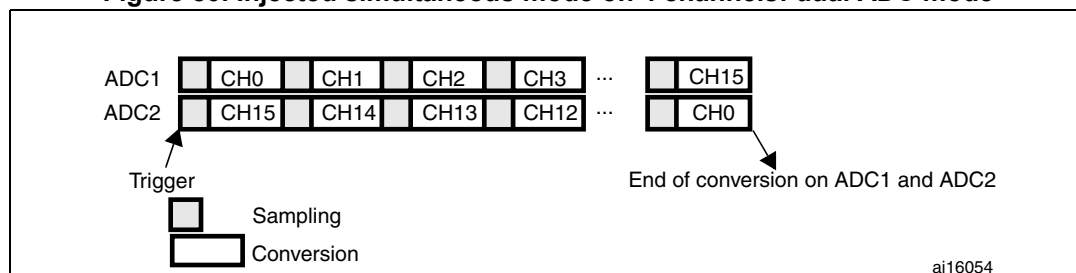 Figure 50. Injected simultaneous mode on 4 channels: dual ADC mode
ADC1 CH0 CH1 CH2 CH3 ... CH15
ADC2 CH15 CH14 CH13 CH12 ... CH0
Trigger
End of conversion on ADC1 and ADC2
Sampling
Conversion
ai16054